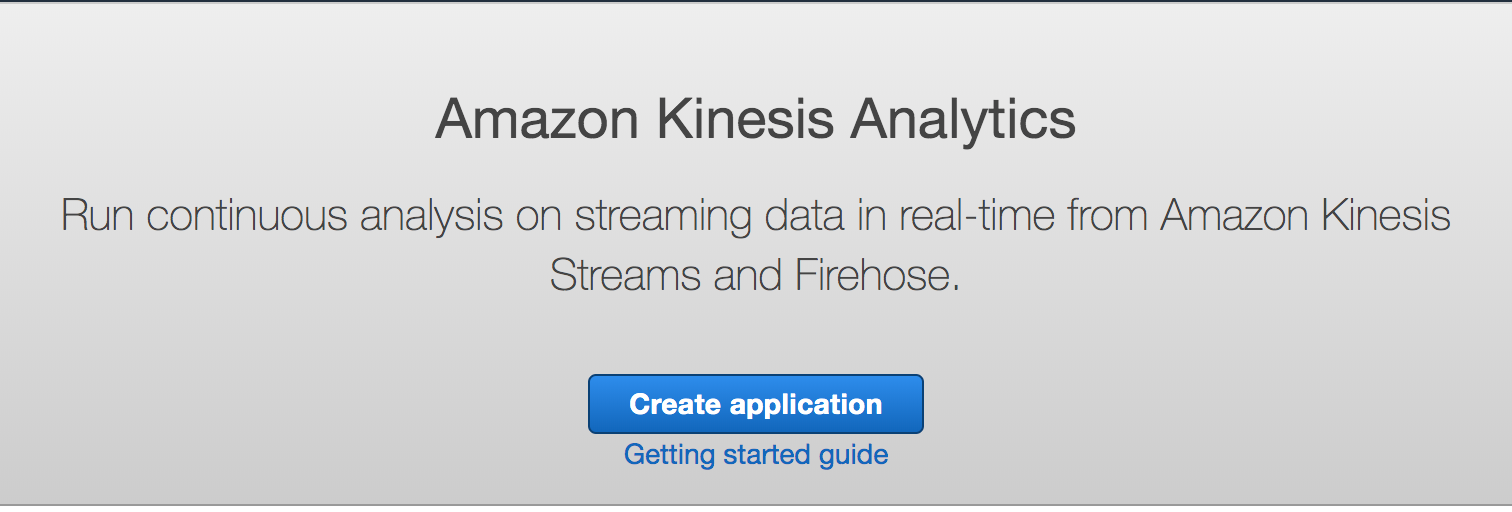 Amazon Kinesis Analytics
Run continuous analysis on streaming data in real-time from Amazon Kinesis
Streams and Firehose.
Create application
Getting started guide